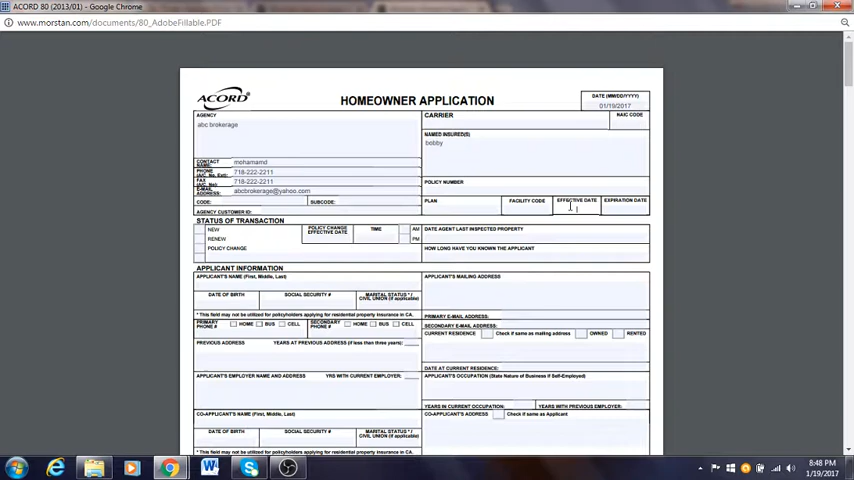 ACORD 80 (2013/01) - Google Chrome
www.morstan.com/documents/80_AdobeFillable.PDF
ACORD®
HOMEOWNER APPLICATION
DATE (MM/DD/YYYY)
01/19/2017
AGENCY
abc brokerage
CARRIER
NAIC CODE
NAMED INSURED(S)
bobby
CONTACT NAME: mohamamd
PHONE (A/C, No, Ext): 718-222-2211
FAX (A/C, No): 718-222-2211
E-MAIL ADDRESS: abcbrokerage@yahoo.com
POLICY NUMBER
CODE: SUBCODE:
AGENCY CUSTOMER ID:
PLAN FACILITY CODE EFFECTIVE DATE EXPIRATION DATE
STATUS OF TRANSACTION
NEW
RENEW
POLICY CHANGE
POLICY CHANGE EFFECTIVE DATE
TIME
AM
PM
DATE AGENT LAST INSPECTED PROPERTY
HOW LONG HAVE YOU KNOWN THE APPLICANT
APPLICANT INFORMATION
APPLICANT'S NAME (First, Middle, Last)
DATE OF BIRTH SOCIAL SECURITY # MARITAL STATUS * / CIVIL UNION (if applicable)
* This field may not be utilized for policyholders applying for residential property insurance in CA.
PRIMARY PHONE # HOME BUS CELL SECONDARY PHONE # HOME BUS CELL
PREVIOUS ADDRESS YEARS AT PREVIOUS ADDRESS (if less than three years):
APPLICANT'S EMPLOYER NAME AND ADDRESS YRS WITH CURRENT EMPLOYER:
CO-APPLICANT'S NAME (First, Middle, Last)
DATE OF BIRTH SOCIAL SECURITY # MARITAL STATUS * / CIVIL UNION (if applicable)
* This field may not be utilized for policyholders applying for residential property insurance in CA.
APPLICANT'S MAILING ADDRESS
PRIMARY E-MAIL ADDRESS:
SECONDARY E-MAIL ADDRESS:
CURRENT RESIDENCE Check if same as mailing address OWNED RENTED
DATE AT CURRENT RESIDENCE:
APPLICANT'S OCCUPATION (State Nature of Business if Self-Employed)
YEARS IN CURRENT OCCUPATION: YEARS WITH PREVIOUS EMPLOYER:
CO-APPLICANT'S ADDRESS Check if same as Applicant
8:48 PM
1/19/2017